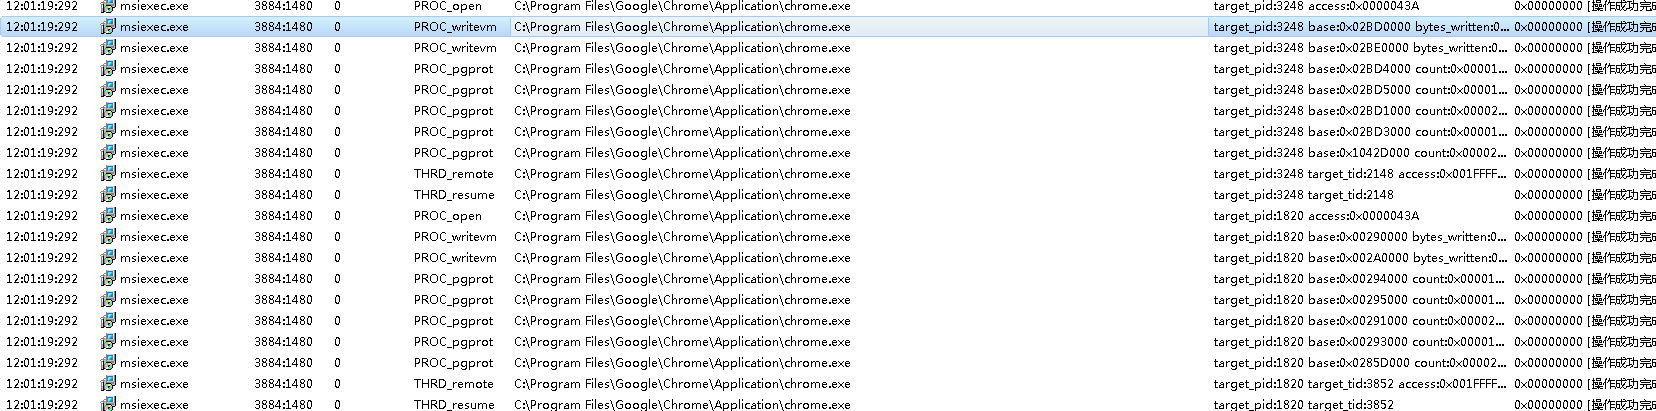 12:01:19:292 msiexec.exe 3884:1480 0 PROC_open C:\Program Files\Google\Chrome\Application\chrome.exe target_pid:3248 access:0x0000043A 0x00000000 [操作成功完成
12:01:19:292 msiexec.exe 3884:1480 0 PROC_writevm C:\Program Files\Google\Chrome\Application\chrome.exe target_pid:3248 base:0x02BD0000 bytes_written:0... 0x00000000 [操作成功完成
12:01:19:292 msiexec.exe 3884:1480 0 PROC_writevm C:\Program Files\Google\Chrome\Application\chrome.exe target_pid:3248 base:0x02BE0000 bytes_written:0... 0x00000000 [操作成功完成
12:01:19:292 msiexec.exe 3884:1480 0 PROC_pgprot C:\Program Files\Google\Chrome\Application\chrome.exe target_pid:3248 base:0x02BD4000 count:0x00001... 0x00000000 [操作成功完成
12:01:19:292 msiexec.exe 3884:1480 0 PROC_pgprot C:\Program Files\Google\Chrome\Application\chrome.exe target_pid:3248 base:0x02BD5000 count:0x00001... 0x00000000 [操作成功完成
12:01:19:292 msiexec.exe 3884:1480 0 PROC_pgprot C:\Program Files\Google\Chrome\Application\chrome.exe target_pid:3248 base:0x02BD1000 count:0x00002... 0x00000000 [操作成功完成
12:01:19:292 msiexec.exe 3884:1480 0 PROC_pgprot C:\Program Files\Google\Chrome\Application\chrome.exe target_pid:3248 base:0x02BD3000 count:0x00001... 0x00000000 [操作成功完成
12:01:19:292 msiexec.exe 3884:1480 0 PROC_pgprot C:\Program Files\Google\Chrome\Application\chrome.exe target_pid:3248 base:0x1042D000 count:0x00002... 0x00000000 [操作成功完成
12:01:19:292 msiexec.exe 3884:1480 0 THRD_remote C:\Program Files\Google\Chrome\Application\chrome.exe target_pid:3248 target_tid:2148 access:0x001FFFF... 0x00000000 [操作成功完成
12:01:19:292 msiexec.exe 3884:1480 0 THRD_resume C:\Program Files\Google\Chrome\Application\chrome.exe target_pid:3248 target_tid:2148 0x00000000 [操作成功完成
12:01:19:292 msiexec.exe 3884:1480 0 PROC_open C:\Program Files\Google\Chrome\Application\chrome.exe target_pid:1820 access:0x0000043A 0x00000000 [操作成功完成
12:01:19:292 msiexec.exe 3884:1480 0 PROC_writevm C:\Program Files\Google\Chrome\Application\chrome.exe target_pid:1820 base:0x00290000 bytes_written:0... 0x00000000 [操作成功完成
12:01:19:292 msiexec.exe 3884:1480 0 PROC_writevm C:\Program Files\Google\Chrome\Application\chrome.exe target_pid:1820 base:0x002A0000 bytes_written:0... 0x00000000 [操作成功完成
12:01:19:292 msiexec.exe 3884:1480 0 PROC_pgprot C:\Program Files\Google\Chrome\Application\chrome.exe target_pid:1820 base:0x00294000 count:0x00001... 0x00000000 [操作成功完成
12:01:19:292 msiexec.exe 3884:1480 0 PROC_pgprot C:\Program Files\Google\Chrome\Application\chrome.exe target_pid:1820 base:0x00295000 count:0x00001... 0x00000000 [操作成功完成
12:01:19:292 msiexec.exe 3884:1480 0 PROC_pgprot C:\Program Files\Google\Chrome\Application\chrome.exe target_pid:1820 base:0x00291000 count:0x00002... 0x00000000 [操作成功完成
12:01:19:292 msiexec.exe 3884:1480 0 PROC_pgprot C:\Program Files\Google\Chrome\Application\chrome.exe target_pid:1820 base:0x00293000 count:0x00001... 0x00000000 [操作成功完成
12:01:19:292 msiexec.exe 3884:1480 0 PROC_pgprot C:\Program Files\Google\Chrome\Application\chrome.exe target_pid:1820 base:0x0285D000 count:0x00002... 0x00000000 [操作成功完成
12:01:19:292 msiexec.exe 3884:1480 0 THRD_remote C:\Program Files\Google\Chrome\Application\chrome.exe target_pid:1820 target_tid:3852 access:0x001FFFF... 0x00000000 [操作成功完成
12:01:19:292 msiexec.exe 3884:1480 0 THRD_resume C:\Program Files\Google\Chrome\Application\chrome.exe target_pid:1820 target_tid:3852 0x00000000 [操作成功完成